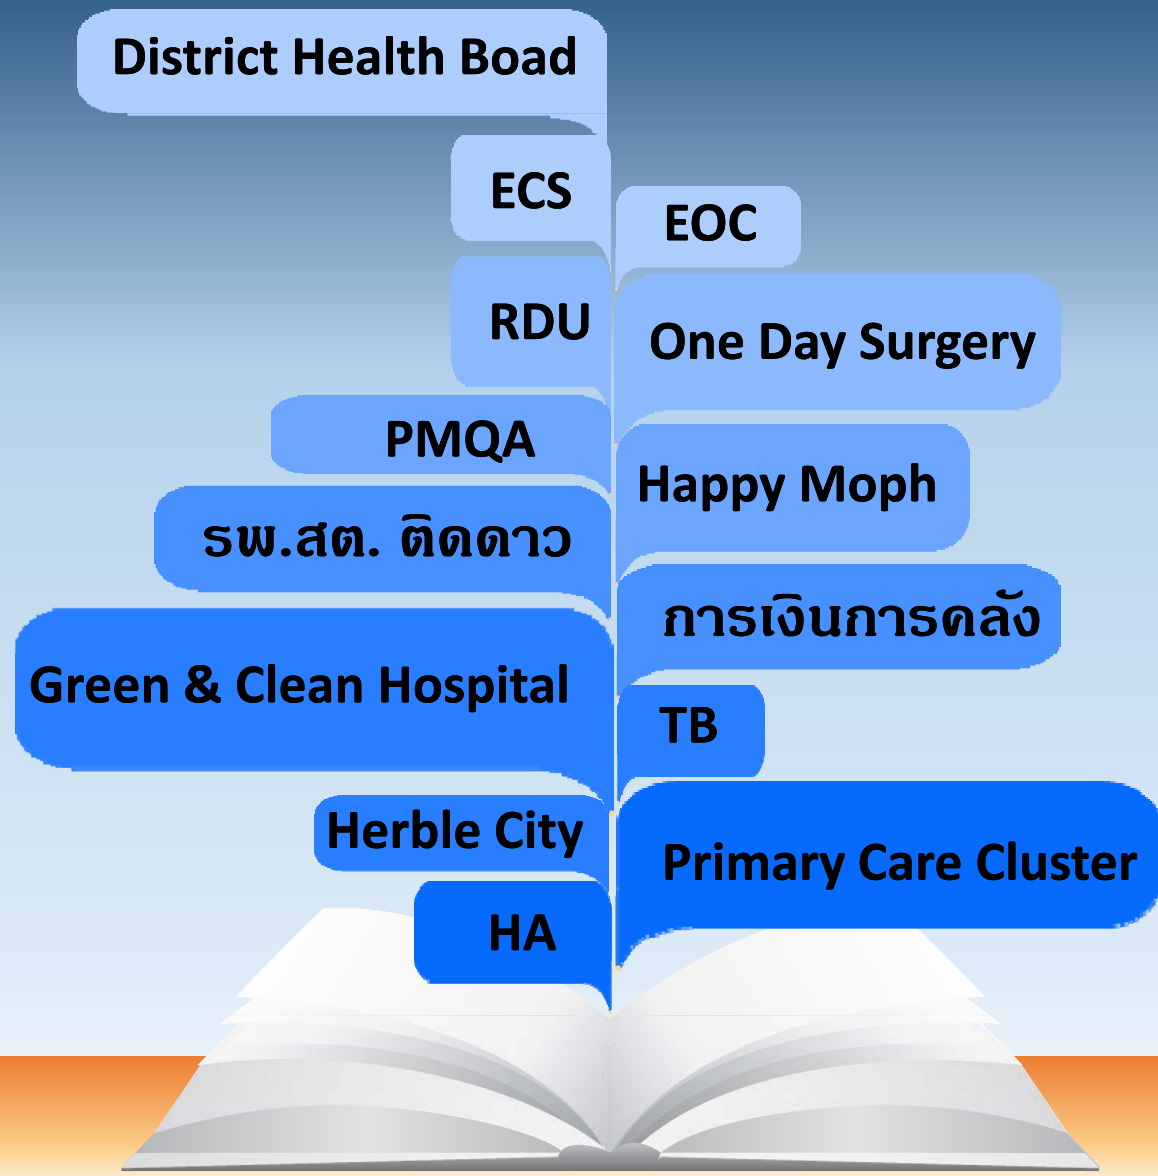 District Health Boad
ECS
EOC
RDU
One Day Surgery
PMQA
Happy Moph
รพ.สต. ติดดาว
การเงินการคลัง
Green & Clean Hospital
TB
Herble City
Primary Care Cluster
HA